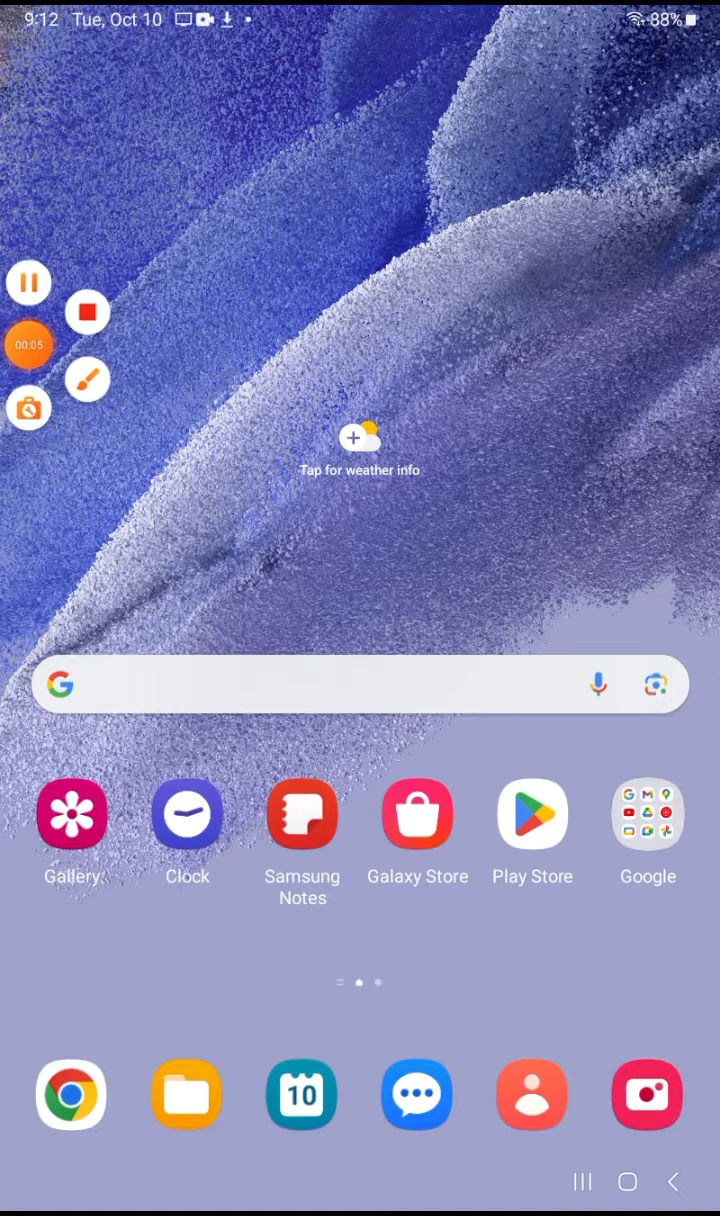 9:12 Tue, Oct 10 88%
00:05
Tap for weather info
Gallery Clock Samsung Notes Galaxy Store Play Store Google
10